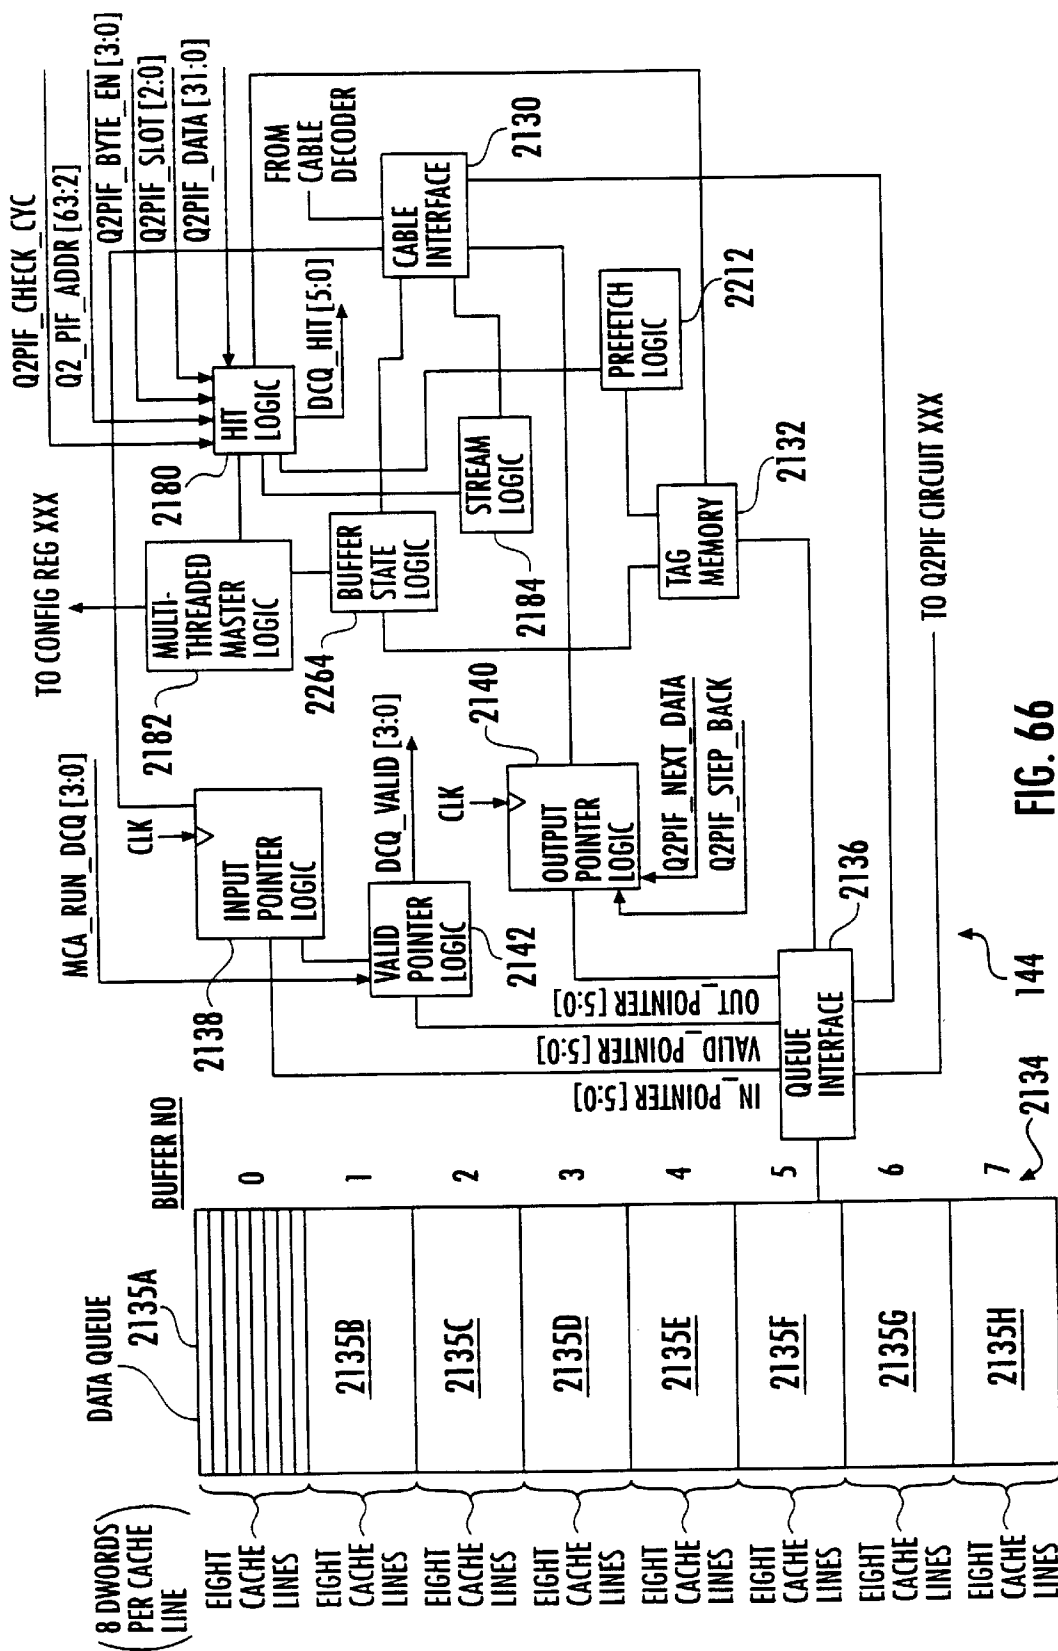 (8 DWORDS
PER CACHE
LINE)
DATA QUEUE
2135A
BUFFER NO
EIGHT
CACHE
LINES
0
EIGHT
CACHE
LINES
2135B
1
EIGHT
CACHE
LINES
2135C
2
EIGHT
CACHE
LINES
2135D
3
EIGHT
CACHE
LINES
2135E
4
EIGHT
CACHE
LINES
2135F
5
EIGHT
CACHE
LINES
2135G
6
EIGHT
CACHE
LINES
2135H
7
2134
MCA_RUN_DCQ [3:0]
CLK
INPUT
POINTER
LOGIC
2138
VALID
POINTER
LOGIC
2142
DCQ_VALID [3:0]
CLK
OUTPUT
POINTER
LOGIC
2140
Q2PIF_NEXT_DATA
Q2PIF_STEP_BACK
IN_POINTER [5:0]
VALID_POINTER [5:0]
OUT_POINTER [5:0]
QUEUE
INTERFACE
2136
144
TO Q2PIF CIRCUIT XXX
TO CONFIG REG XXX
MULTI-
THREADED
MASTER
LOGIC
2182
BUFFER
STATE
LOGIC
2264
HIT
LOGIC
2180
STREAM
LOGIC
2184
TAG
MEMORY
2132
PREFETCH
LOGIC
2212
CABLE
INTERFACE
2130
FROM
CABLE
DECODER
DCQ_HIT [5:0]
Q2PIF_CHECK_CYC
Q2_PIF_ADDR [63:2]
Q2PIF_BYTE_EN [3:0]
Q2PIF_SLOT [2:0]
Q2PIF_DATA [31:0]
FIG. 66